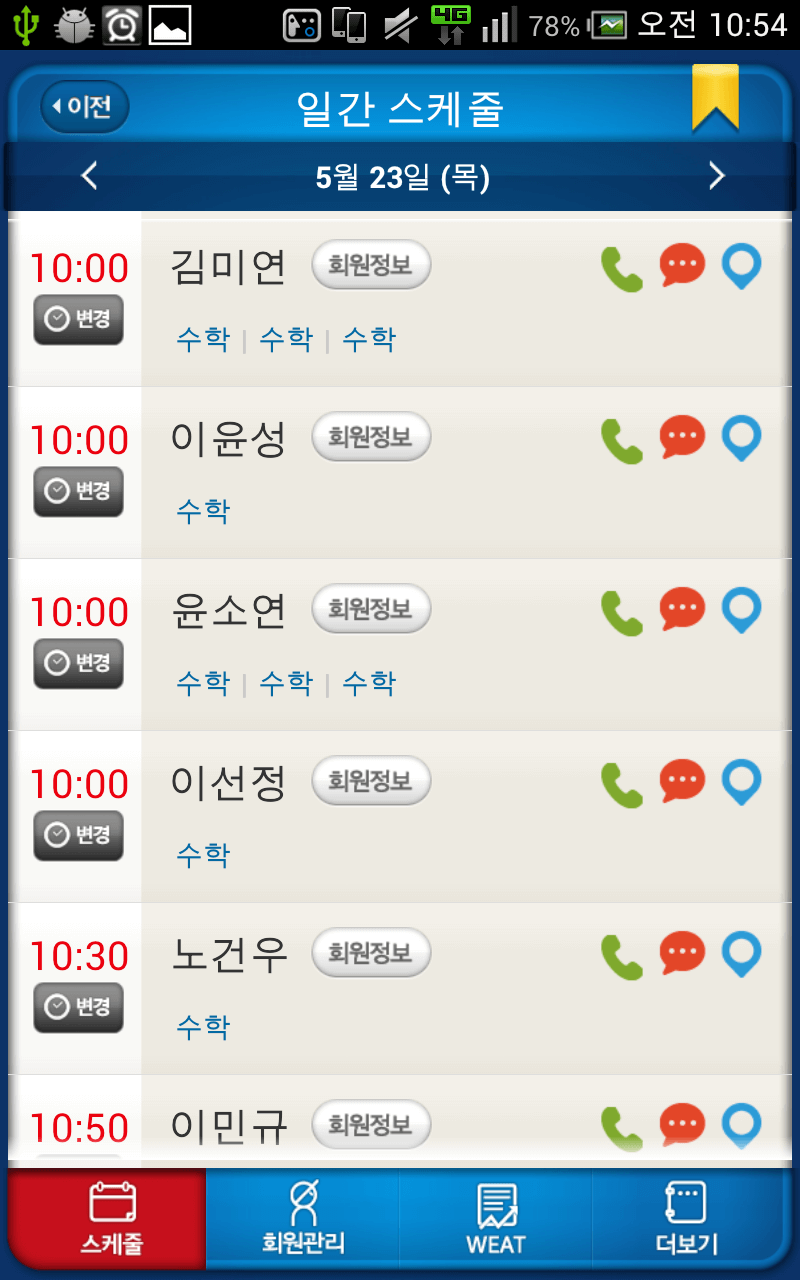 4G 78% 오전 10:54
이전 일간 스케줄
5월 23일 (목)
10:00 김미연 회원정보
변경
수학 | 수학 | 수학
10:00 이윤성 회원정보
변경
수학
10:00 윤소연 회원정보
변경
수학 | 수학 | 수학
10:00 이선정 회원정보
변경
수학
10:30 노건우 회원정보
변경
수학
10:50 이민규 회원정보
스케줄 회원관리 WEAT 더보기